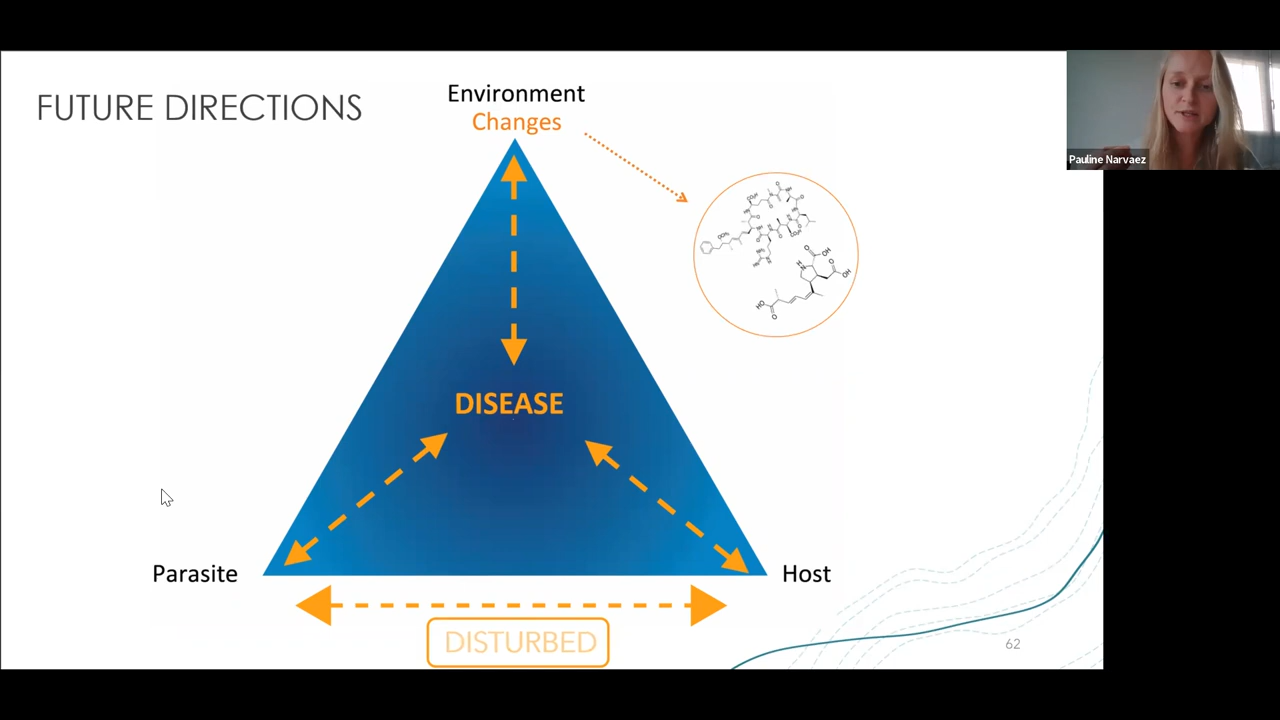 FUTURE DIRECTIONS
Environment
Changes
Pauline Narvaez
DISEASE
Parasite
Host
DISTURBED
62